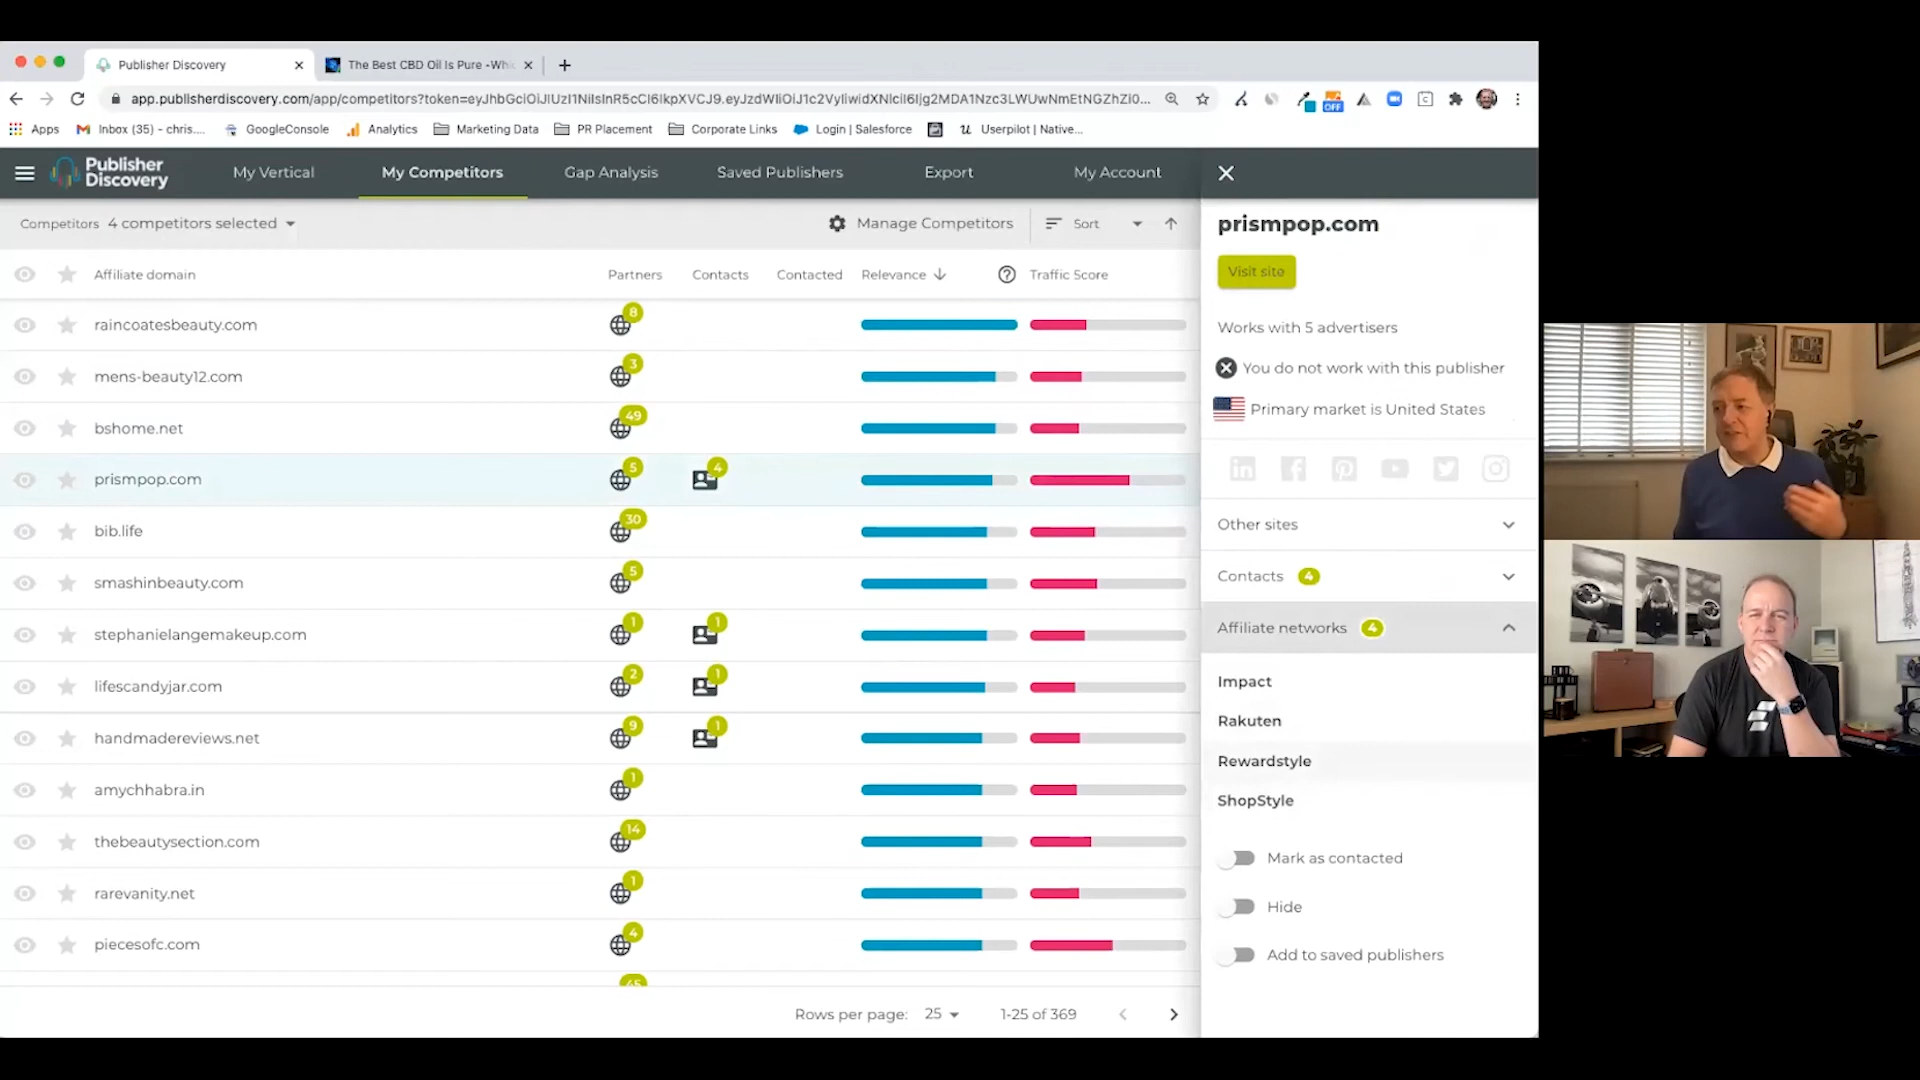 Publisher Discovery
The Best CBD Oil Is Pure -Whi
app.publisherdiscovery.com/app/competitors?token=
OFF
Apps
Inbox (35) - chris....
GoogleConsole
Analytics
Marketing Data
PR Placement
Corporate Links
Login | Salesforce
Userpilot | Native...
Publisher
Discovery
My Vertical
My Competitors
Gap Analysis
Saved Publishers
Export
My Account
Competitors 4 competitors selected
Manage Competitors
Sort
Affiliate domain Partners Contacts Contacted Relevance Traffic Score
raincoatesbeauty.com 8
mens-beauty12.com 3
bshome.net 49
prismpop.com 5 4
bib.life 30
smashinbeauty.com 5
stephanielangemakeup.com 1 1
lifescandyjar.com 2 1
handmadereviews.net 9 1
amychhabra.in 1
thebeautysection.com 14
rarevanity.net 1
piecesofc.com 4
Rows per page: 25 1-25 of 369
prismpop.com
Visit site
Works with 5 advertisers
You do not work with this publisher
Primary market is United States
Other sites
Contacts 4
Affiliate networks 4
Impact
Rakuten
Rewardstyle
ShopStyle
Mark as contacted
Hide
Add to saved publishers